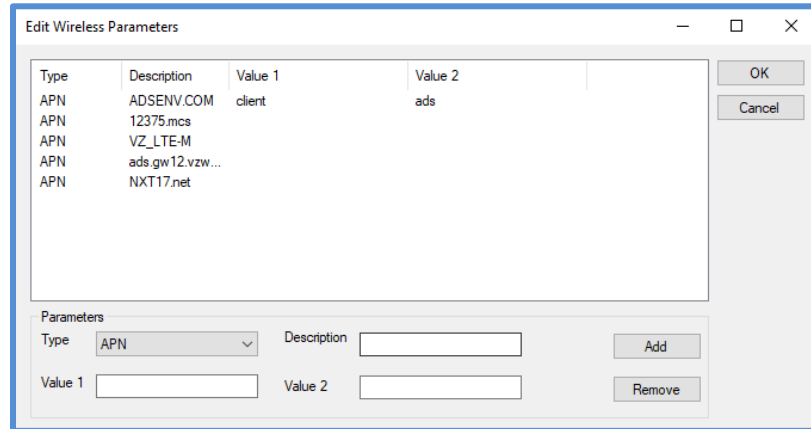 Edit Wireless Parameters
Type Description Value 1 Value 2
APN ADSENV.COM client ads
APN 12375.mcs
APN VZ_LTE-M
APN ads.gw12.vzw...
APN NXT17.net
OK
Cancel
Parameters
Type APN Description Add
Value 1 Value 2 Remove